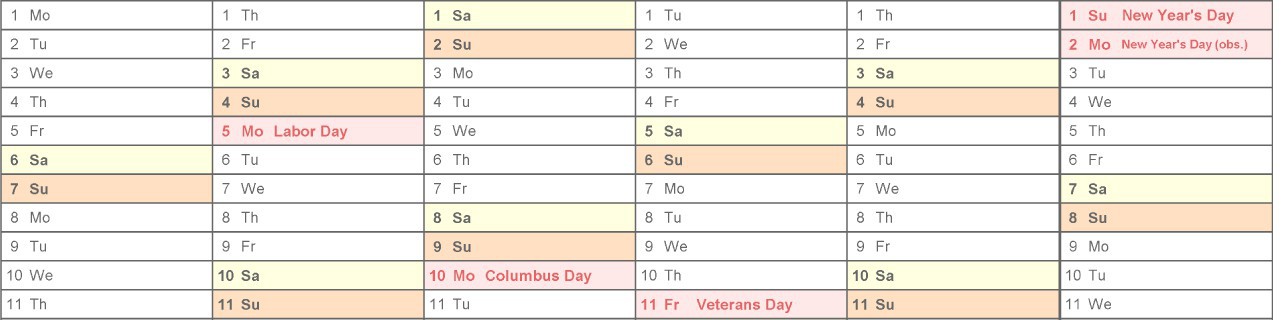 1 Mo 1 Th 1 Sa 1 Tu 1 Th 1 Su New Year's Day
2 Tu 2 Fr 2 Su 2 We 2 Fr 2 Mo New Year's Day (obs.)
3 We 3 Sa 3 Mo 3 Th 3 Sa 3 Tu
4 Th 4 Su 4 Tu 4 Fr 4 Su 4 We
5 Fr 5 Mo Labor Day 5 We 5 Sa 5 Mo 5 Th
6 Sa 6 Tu 6 Th 6 Su 6 Tu 6 Fr
7 Su 7 We 7 Fr 7 Mo 7 We 7 Sa
8 Mo 8 Th 8 Sa 8 Tu 8 Th 8 Su
9 Tu 9 Fr 9 Su 9 We 9 Fr 9 Mo
10 We 10 Sa 10 Mo Columbus Day 10 Th 10 Sa 10 Tu
11 Th 11 Su 11 Tu 11 Fr Veterans Day 11 Su 11 We